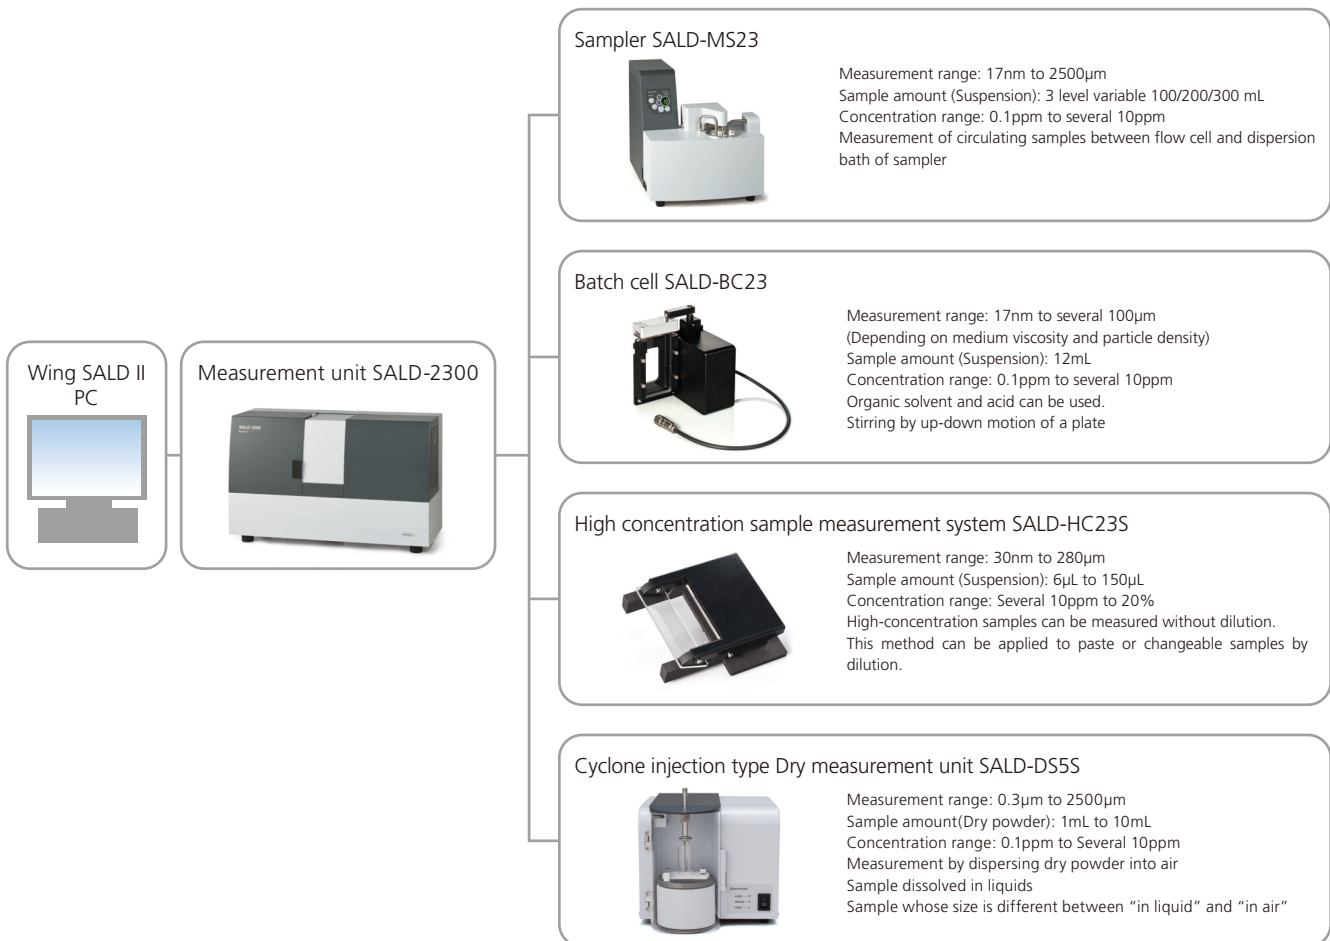 Sampler SALD-MS23
Measurement range: 17nm to 2500µm
Sample amount (Suspension): 3 level variable 100/200/300 mL
Concentration range: 0.1ppm to several 10ppm
Measurement of circulating samples between flow cell and dispersion
bath of sampler
Batch cell SALD-BC23
Measurement range: 17nm to several 100µm
(Depending on medium viscosity and particle density)
Sample amount (Suspension): 12mL
Concentration range: 0.1ppm to several 10ppm
Organic solvent and acid can be used.
Stirring by up-down motion of a plate
Wing SALD II
PC
Measurement unit SALD-2300
SALD-2300
High concentration sample measurement system SALD-HC23S
Measurement range: 30nm to 280µm
Sample amount (Suspension): 6µL to 150µL
Concentration range: Several 10ppm to 20%
High-concentration samples can be measured without dilution.
This method can be applied to paste or changeable samples by
dilution.
Cyclone injection type Dry measurement unit SALD-DS5S
Measurement range: 0.3µm to 2500µm
Sample amount(Dry powder): 1mL to 10mL
Concentration range: 0.1ppm to Several 10ppm
Measurement by dispersing dry powder into air
Sample dissolved in liquids
Sample whose size is different between “in liquid” and “in air”